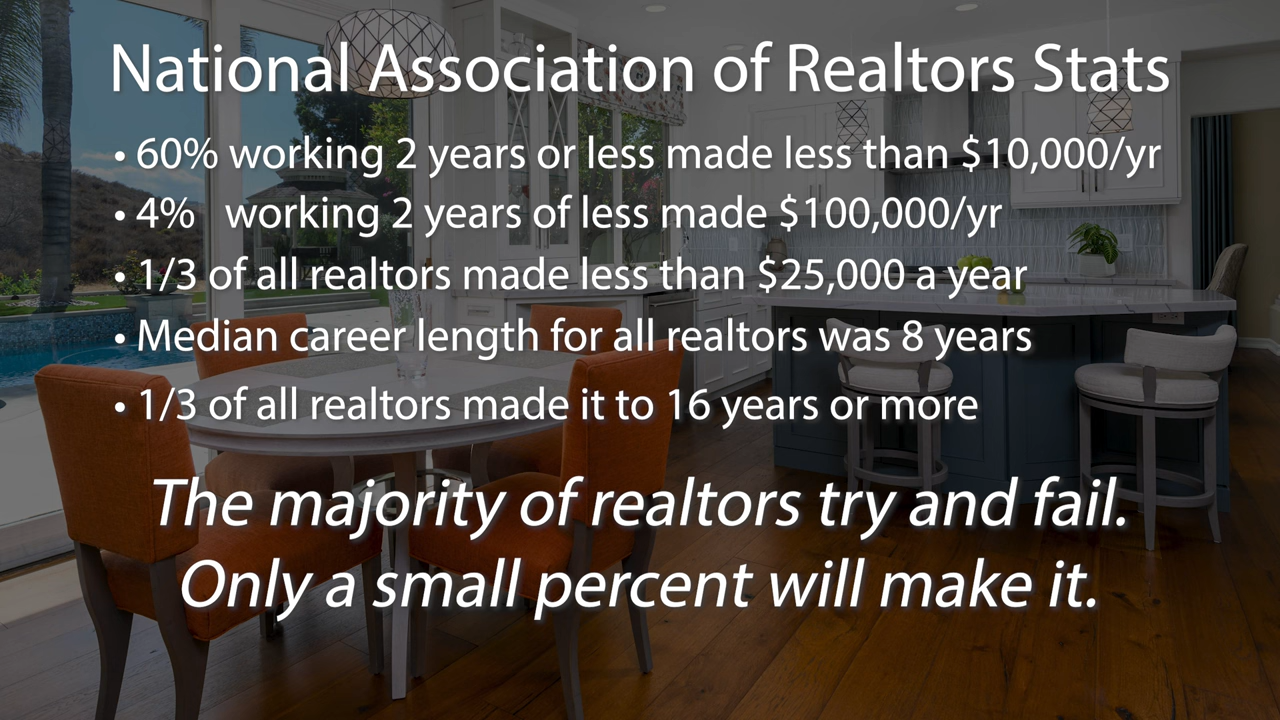 National Association of Realtors Stats
• 60% working 2 years or less made less than $10,000/yr
• 4% working 2 years of less made $100,000/yr
• 1/3 of all realtors made less than $25,000 a year
• Median career length for all realtors was 8 years
• 1/3 of all realtors made it to 16 years or more
The majority of realtors try and fail.
Only a small percent will make it.